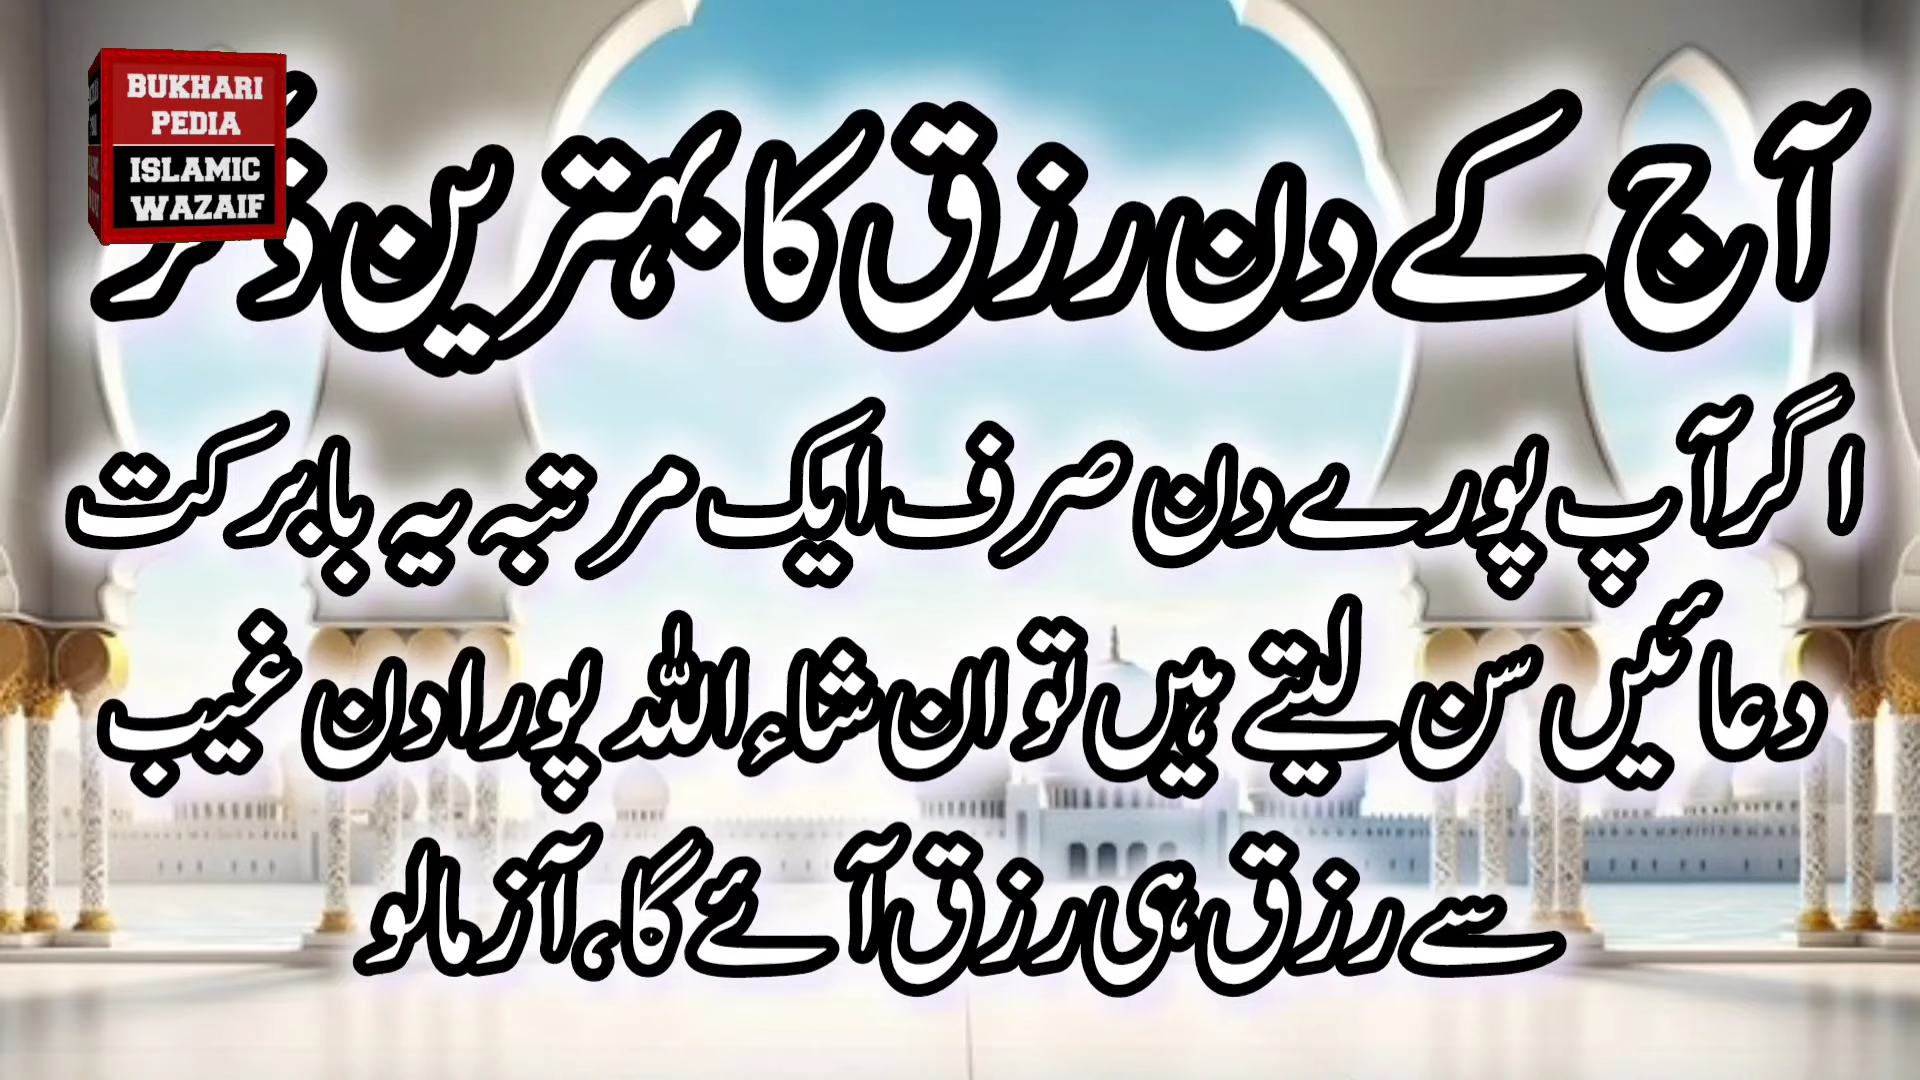 BUKHARI
PEDIA
ISLAMIC
WAZAIF
آج کے دن رزق کا بہترین
اگر آپ پورے دن صرف ایک مرتبہ یہ بابرکت
دعائیں سن لیتے ہیں تو ان شاء اللہ پورا دن غیب
سے رزق ہی رزق آئے گا، آزمالو